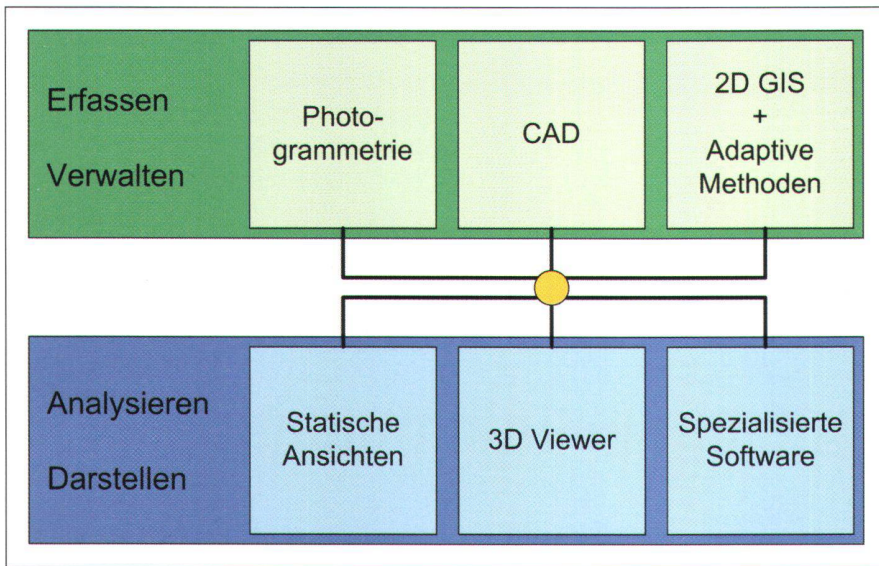 Erfassen
Verwalten
Photo-
grammetrie
CAD
2D GIS
+
Adaptive
Methoden
Analysieren
Darstellen
Statische
Ansichten
3D Viewer
Spezialisierte
Software